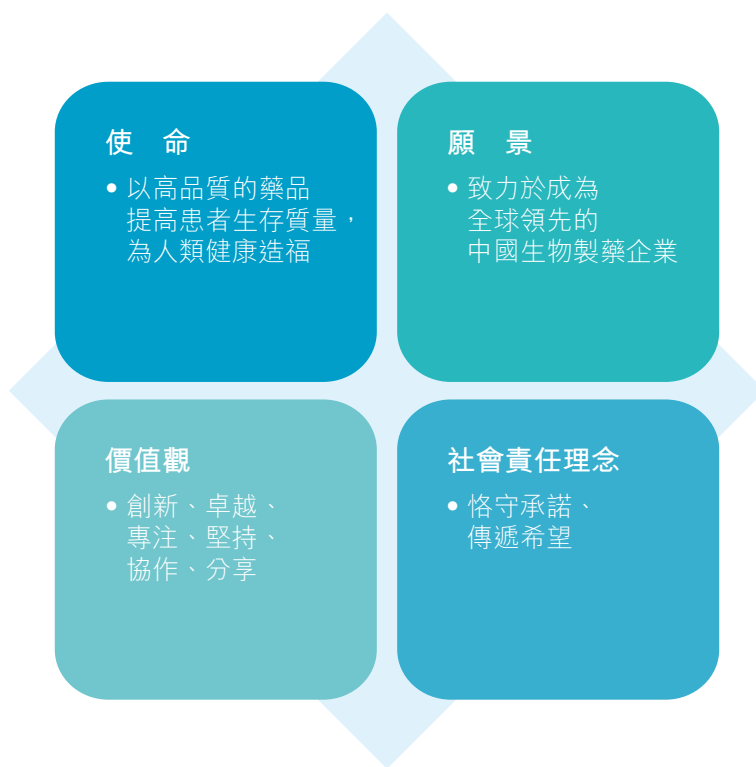 使　命
• 以高品質的藥品
提高患者生存質量，
為人類健康造福
願　景
• 致力於成為
全球領先的
中國生物製藥企業
價值觀
• 創新、卓越、
專注、堅持、
協作、分享
社會責任理念
• 恪守承諾、
傳遞希望